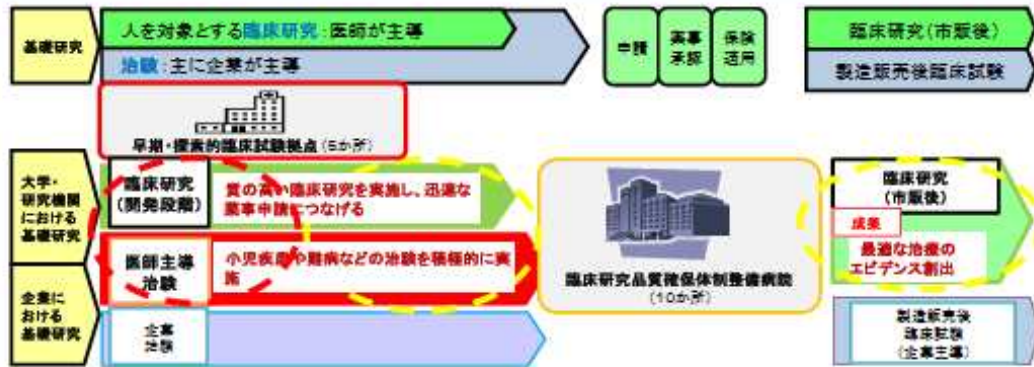 基礎研究
人を対象とする臨床研究：医師が主導
治験：主に企業が主導
申請
薬事
承認
保険
適用
臨床研究(市販後)
製造販売後臨床試験
早期・探索的臨床試験拠点(5か所)
大学・
研究機関
における
基礎研究
臨床研究
(開発段階)
質の高い臨床研究を実施し、迅速な
薬事申請につなげる
医師主導
治験
小児疾患や難病などの治験を積極的に実
施
企業に
おける
基礎研究
企業
治験
臨床研究品質確保体制整備病院
(10か所)
臨床研究
(市販後)
成果
最適な治療の
エビデンス創出
製造販売後
臨床試験
(企業主導)